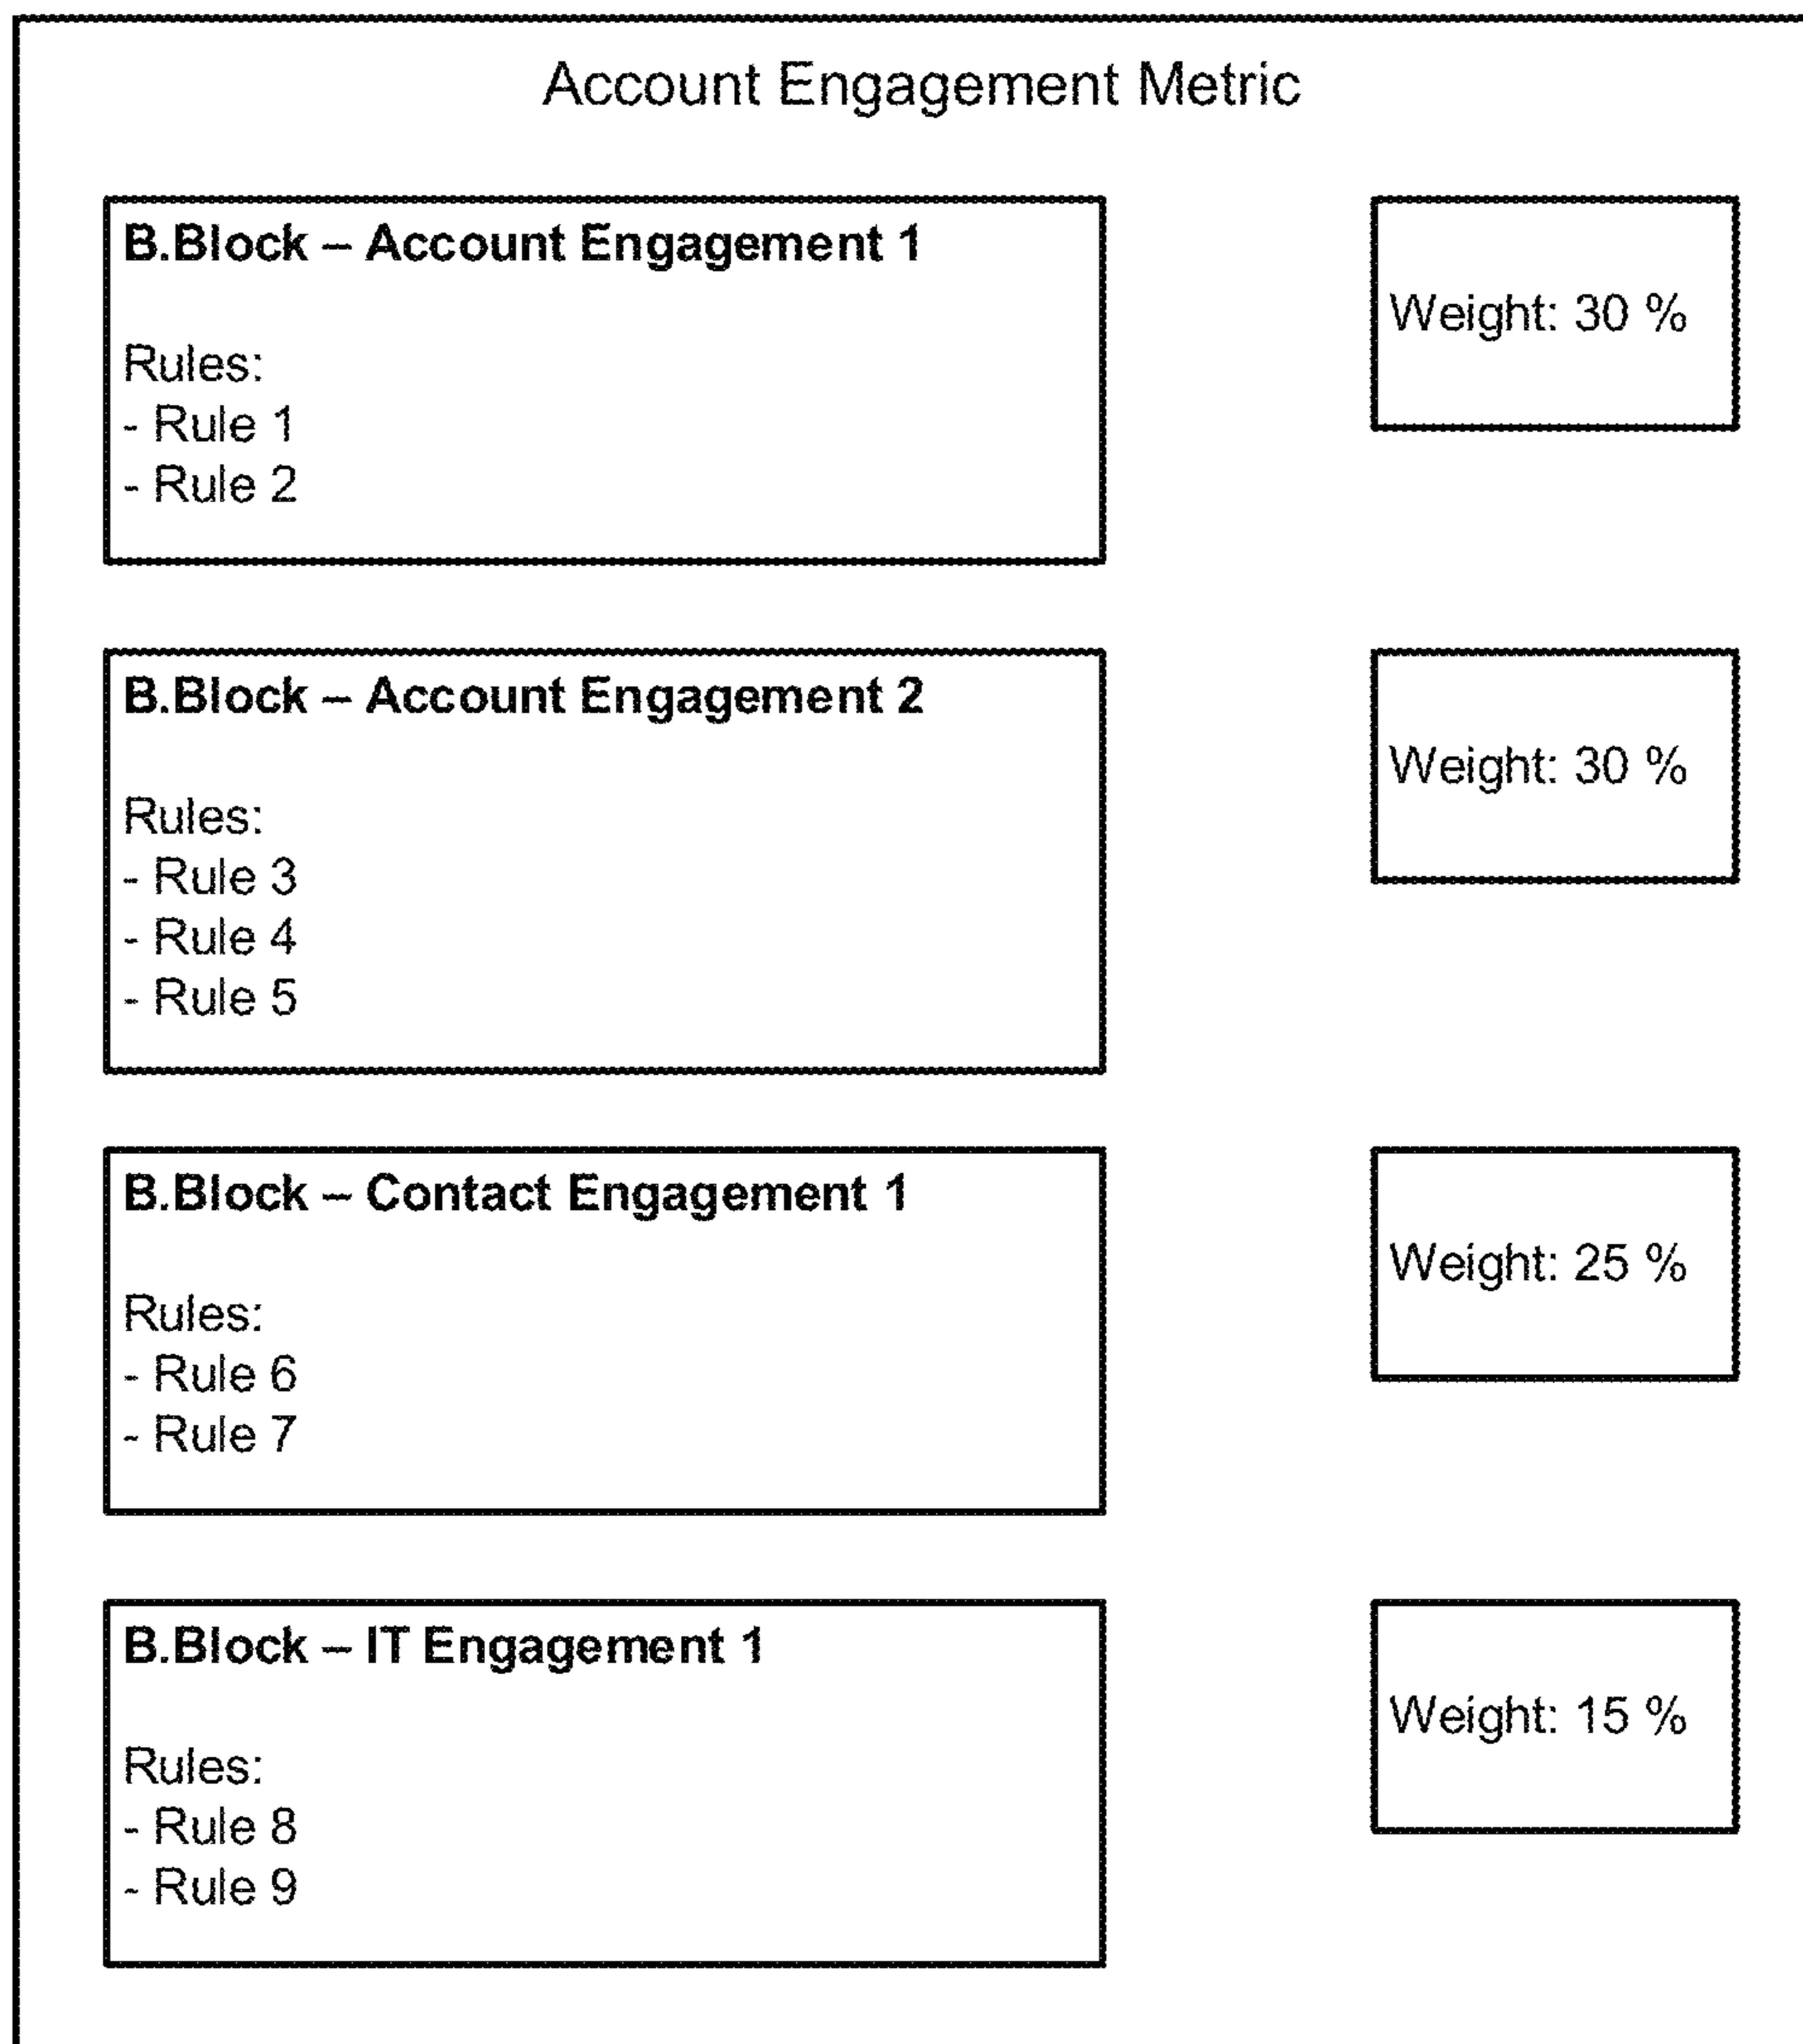 Account Engagement Metric
B.Block – Account Engagement 1
Weight: 30 %
Rules:
- Rule 1
- Rule 2
B.Block – Account Engagement 2
Weight: 30 %
Rules:
- Rule 3
- Rule 4
- Rule 5
B.Block – Contact Engagement 1
Weight: 25 %
Rules:
- Rule 6
- Rule 7
B.Block – IT Engagement 1
Weight: 15 %
Rules:
- Rule 8
- Rule 9